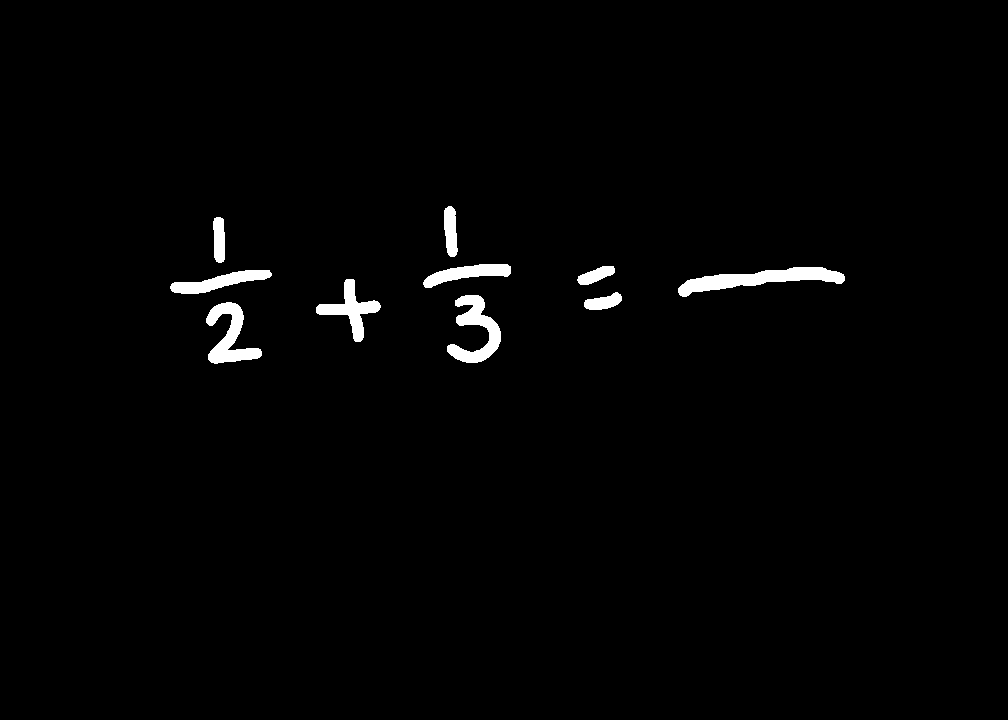 1/2 + 1/3 = —